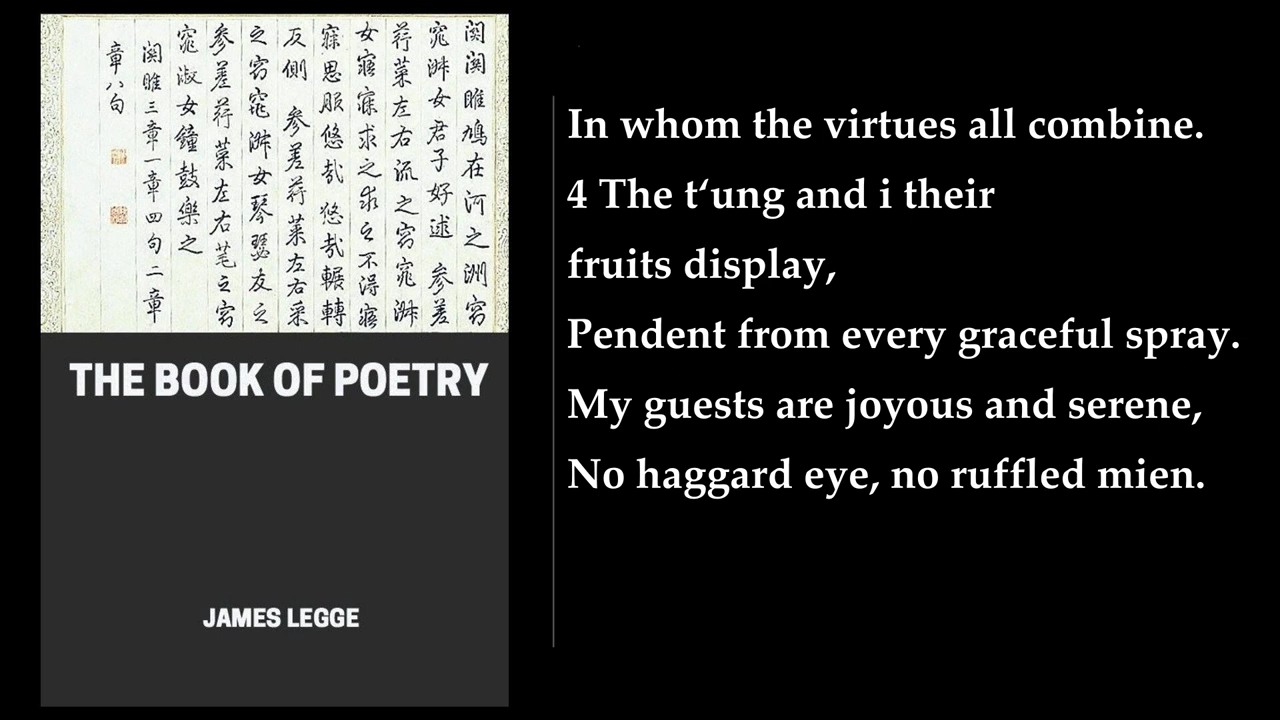 關關雎鳩在河之洲窈
窕淑女君子好逑 參差
荇菜左右流之窈窕淑
女寤寐求之求之不得寤
寐思服悠哉悠哉輾轉
反側 參差荇菜左右采
之窈窕淑女琴瑟友之
參差荇菜左右芼之窈
窕淑女鐘鼓樂之
關雎三章一章四句二章
章八句
THE BOOK OF POETRY
JAMES LEGGE
In whom the virtues all combine.
4 The t‘ung and i their
fruits display,
Pendent from every graceful spray.
My guests are joyous and serene,
No haggard eye, no ruffled mien.